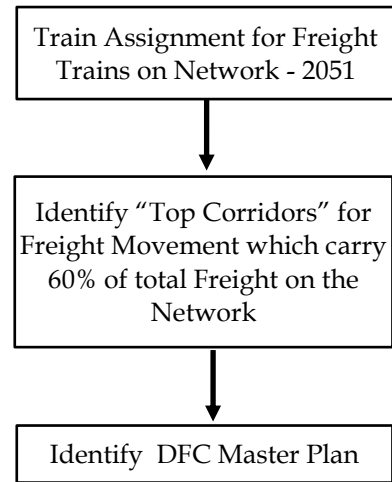 Train Assignment for Freight
Trains on Network - 2051
Identify “Top Corridors” for
Freight Movement which carry
60% of total Freight on the
Network
Identify DFC Master Plan